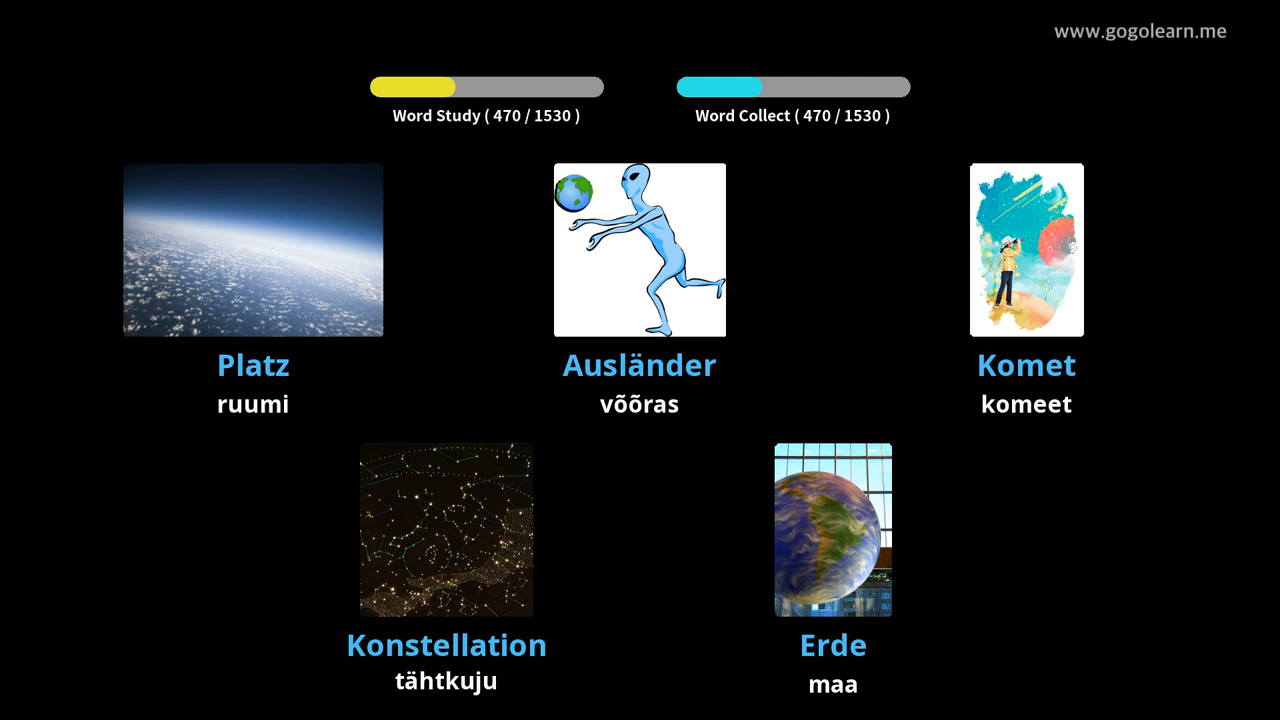 www.gogolearn.me
Word Study ( 470 / 1530 )
Word Collect ( 470 / 1530 )
Platz
ruumi
Ausländer
võõras
Komet
komeet
Konstellation
tähtkuju
Erde
maa